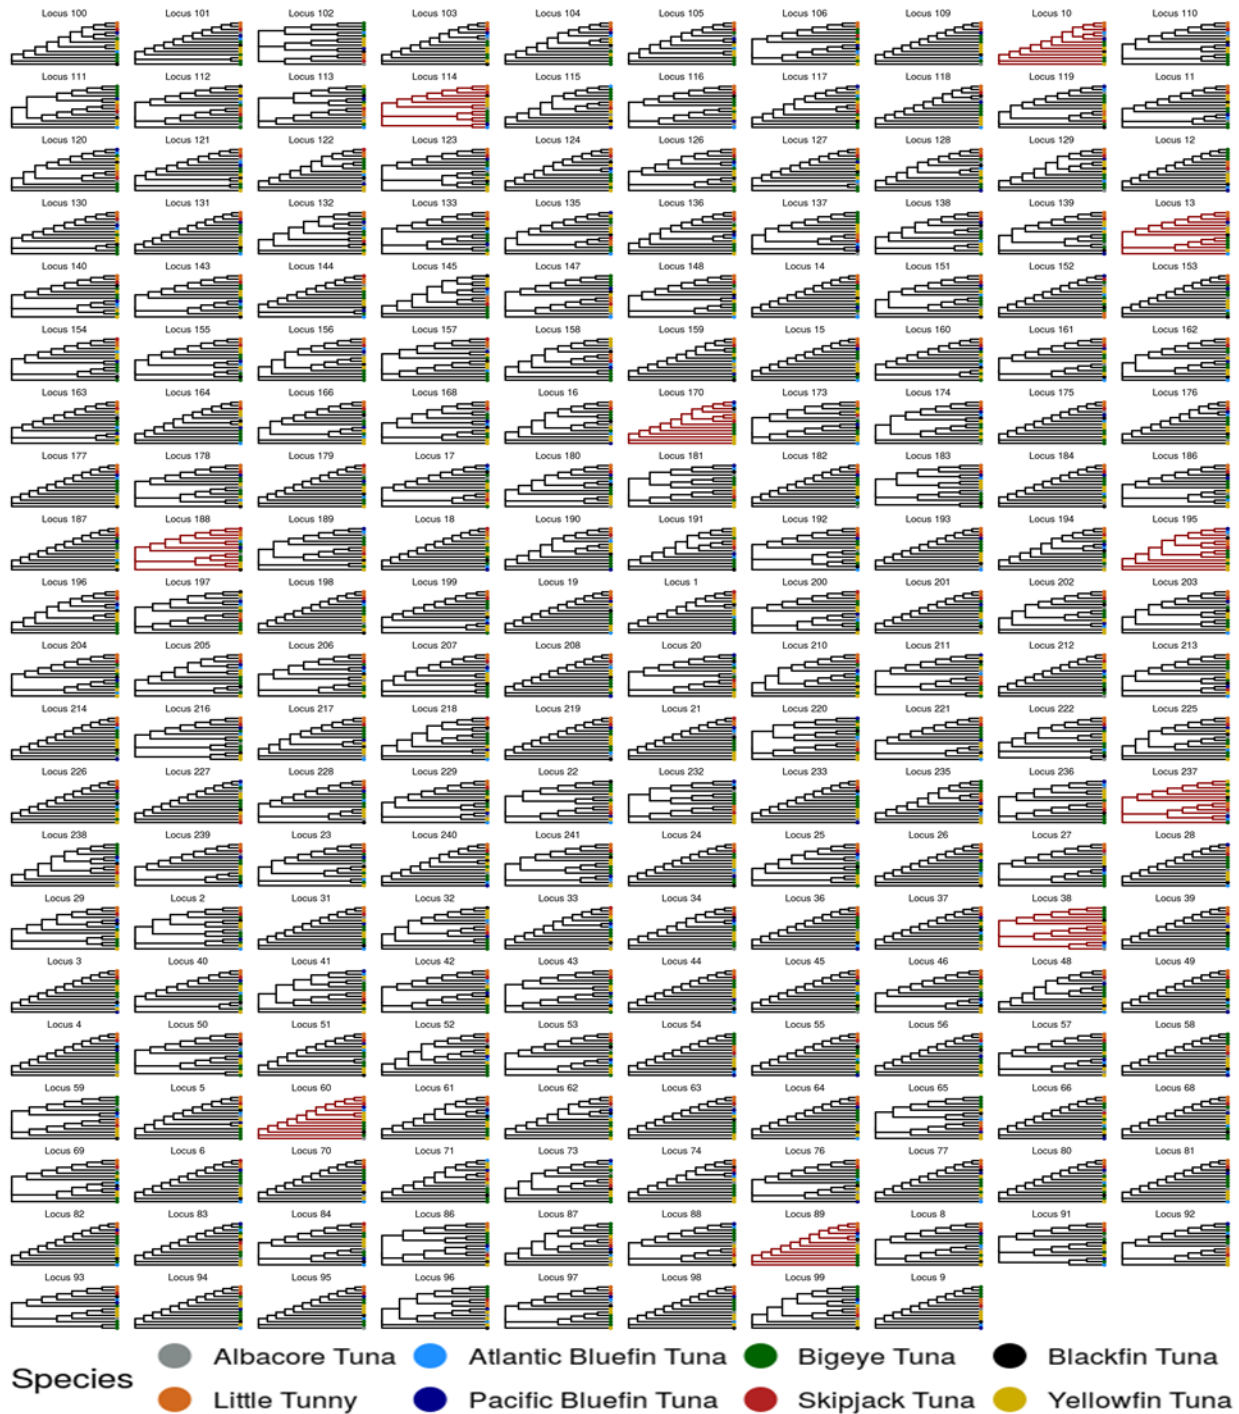 Locus 100 Locus 101 Locus 102 Locus 103 Locus 104 Locus 105 Locus 106 Locus 109 Locus 10 Locus 110
Locus 111 Locus 112 Locus 113 Locus 114 Locus 115 Locus 116 Locus 117 Locus 118 Locus 119 Locus 11
Locus 120 Locus 121 Locus 122 Locus 123 Locus 124 Locus 126 Locus 127 Locus 128 Locus 129 Locus 12
Locus 130 Locus 131 Locus 132 Locus 133 Locus 135 Locus 136 Locus 137 Locus 138 Locus 139 Locus 13
Locus 140 Locus 143 Locus 144 Locus 145 Locus 147 Locus 148 Locus 14 Locus 151 Locus 152 Locus 153
Locus 154 Locus 155 Locus 156 Locus 157 Locus 158 Locus 159 Locus 15 Locus 160 Locus 161 Locus 162
Locus 163 Locus 164 Locus 166 Locus 168 Locus 16 Locus 170 Locus 173 Locus 174 Locus 175 Locus 176
Locus 177 Locus 178 Locus 179 Locus 17 Locus 180 Locus 181 Locus 182 Locus 183 Locus 184 Locus 186
Locus 187 Locus 188 Locus 189 Locus 18 Locus 190 Locus 191 Locus 192 Locus 193 Locus 194 Locus 195
Locus 196 Locus 197 Locus 198 Locus 199 Locus 19 Locus 1 Locus 200 Locus 201 Locus 202 Locus 203
Locus 204 Locus 205 Locus 206 Locus 207 Locus 208 Locus 20 Locus 210 Locus 211 Locus 212 Locus 213
Locus 214 Locus 216 Locus 217 Locus 218 Locus 219 Locus 21 Locus 220 Locus 221 Locus 222 Locus 225
Locus 226 Locus 227 Locus 228 Locus 229 Locus 22 Locus 232 Locus 233 Locus 235 Locus 236 Locus 237
Locus 238 Locus 239 Locus 23 Locus 240 Locus 241 Locus 24 Locus 25 Locus 26 Locus 27 Locus 28
Locus 29 Locus 2 Locus 31 Locus 32 Locus 33 Locus 34 Locus 36 Locus 37 Locus 38 Locus 39
Locus 3 Locus 40 Locus 41 Locus 42 Locus 43 Locus 44 Locus 45 Locus 46 Locus 48 Locus 49
Locus 4 Locus 50 Locus 51 Locus 52 Locus 53 Locus 54 Locus 55 Locus 56 Locus 57 Locus 58
Locus 59 Locus 5 Locus 60 Locus 61 Locus 62 Locus 63 Locus 64 Locus 65 Locus 66 Locus 68
Locus 69 Locus 6 Locus 70 Locus 71 Locus 73 Locus 74 Locus 76 Locus 77 Locus 80 Locus 81
Locus 82 Locus 83 Locus 84 Locus 86 Locus 87 Locus 88 Locus 89 Locus 8 Locus 91 Locus 92
Locus 93 Locus 94 Locus 95 Locus 96 Locus 97 Locus 98 Locus 99 Locus 9
Species
Albacore Tuna Atlantic Bluefin Tuna Bigeye Tuna Blackfin Tuna
Little Tunny Pacific Bluefin Tuna Skipjack Tuna Yellowfin Tuna